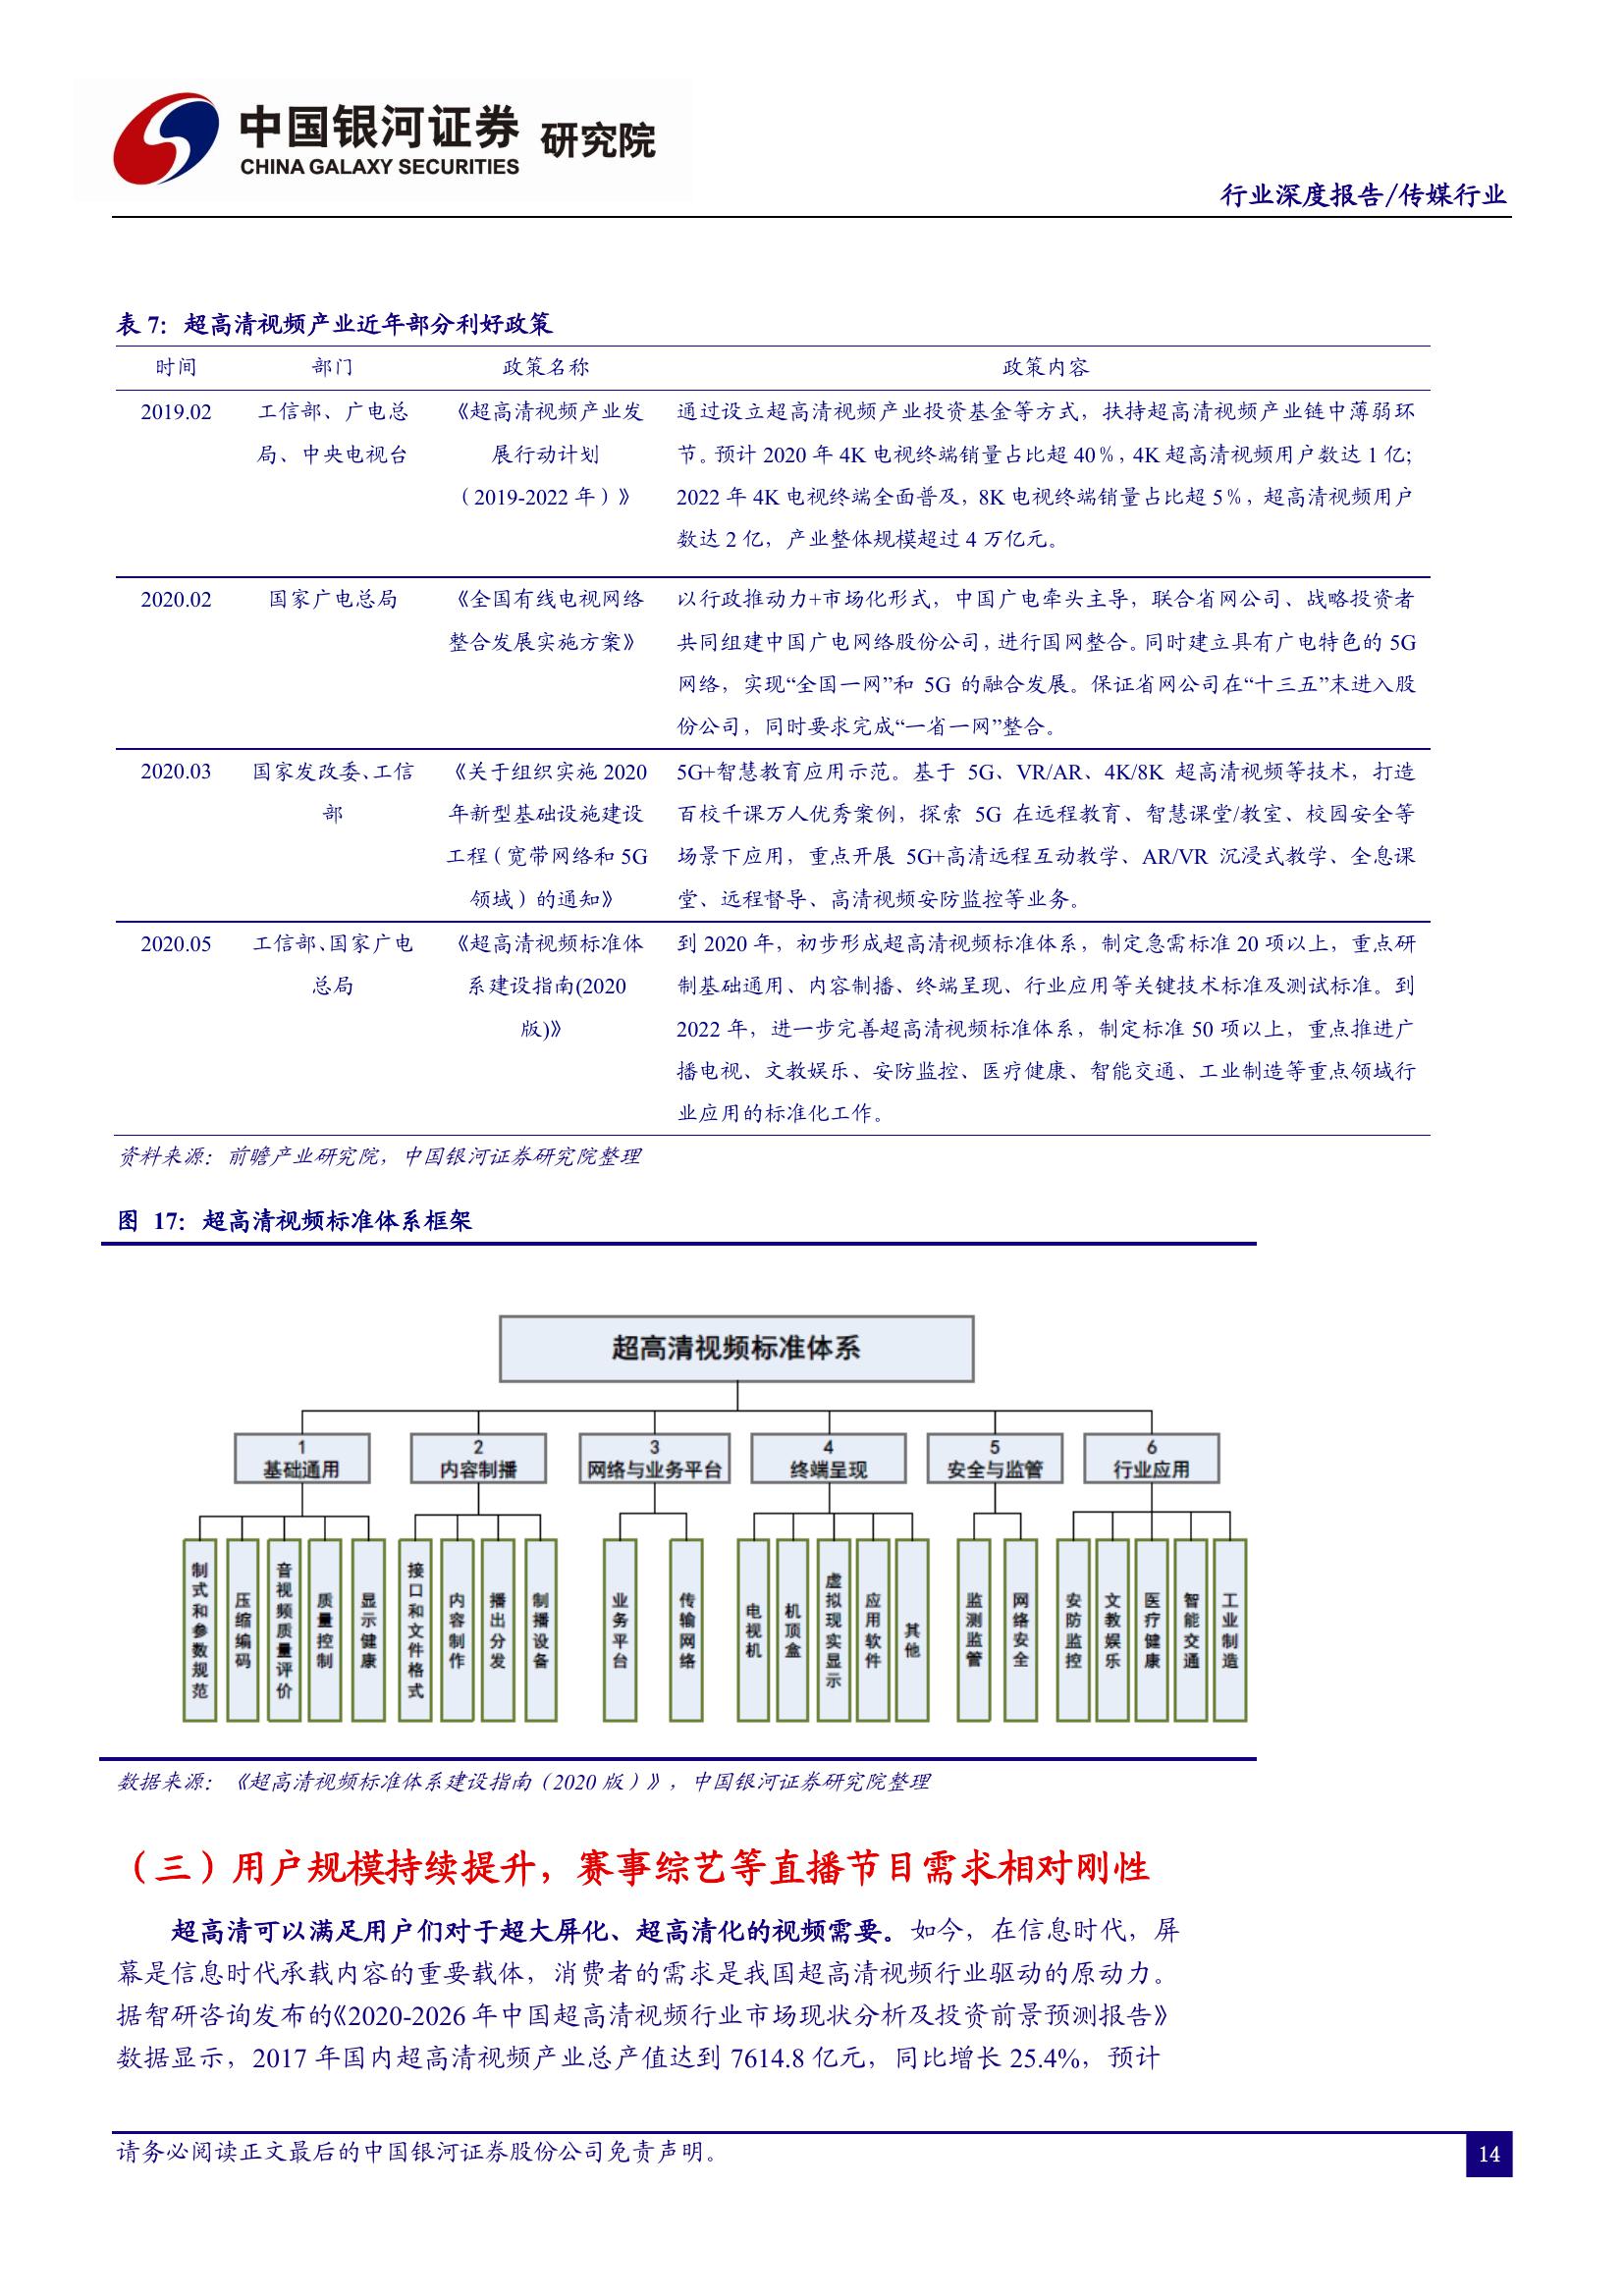 中国银河证券 研究院
CHINA GALAXY SECURITIES
行业深度报告/传媒行业
表 7：超高清视频产业近年部分利好政策
时间 部门 政策名称 政策内容
2019.02 工信部、广电总 《超高清视频产业发 通过设立超高清视频产业投资基金等方式，扶持超高清视频产业链中薄弱环
局、中央电视台 展行动计划 节。预计 2020 年 4K 电视终端销量占比超 40％，4K 超高清视频用户数达 1 亿；
（2019-2022 年）》 2022 年 4K 电视终端全面普及，8K 电视终端销量占比超 5％，超高清视频用户
数达 2 亿，产业整体规模超过 4 万亿元。
2020.02 国家广电总局 《全国有线电视网络 以行政推动力+市场化形式，中国广电牵头主导，联合省网公司、战略投资者
整合发展实施方案》 共同组建中国广电网络股份公司，进行国网整合。同时建立具有广电特色的 5G
网络，实现“全国一网”和 5G 的融合发展。保证省网公司在“十三五”末进入股
份公司，同时要求完成“一省一网”整合。
2020.03 国家发改委、工信 《关于组织实施 2020 5G+智慧教育应用示范。基于 5G、VR/AR、4K/8K 超高清视频等技术，打造
部 年新型基础设施建设 百校千课万人优秀案例，探索 5G 在远程教育、智慧课堂/教室、校园安全等
工程（宽带网络和 5G 场景下应用，重点开展 5G+高清远程互动教学、AR/VR 沉浸式教学、全息课
领域）的通知》 堂、远程督导、高清视频安防监控等业务。
2020.05 工信部、国家广电 《超高清视频标准体 到 2020 年，初步形成超高清视频标准体系，制定急需标准 20 项以上，重点研
总局 系建设指南(2020 制基础通用、内容制播、终端呈现、行业应用等关键技术标准及测试标准。到
版)》 2022 年，进一步完善超高清视频标准体系，制定标准 50 项以上，重点推进广
播电视、文教娱乐、安防监控、医疗健康、智能交通、工业制造等重点领域行
业应用的标准化工作。
资料来源：前瞻产业研究院，中国银河证券研究院整理
图 17：超高清视频标准体系框架
超高清视频标准体系
1 2 3 4 5 6
基础通用 内容制播 网络与业务平台 终端呈现 安全与监管 行业应用
制式和参数规范
压缩编码
音视频质量评价
质量控制
显示健康
接口和文件格式
内容制作
播出分发
制播设备
业务平台
传输网络
电视机
机顶盒
虚拟现实显示
应用软件
其他
监测监管
网络安全
安防监控
文教娱乐
医疗健康
智能交通
工业制造
数据来源：《超高清视频标准体系建设指南（2020 版）》，中国银河证券研究院整理
（三）用户规模持续提升，赛事综艺等直播节目需求相对刚性
超高清可以满足用户们对于超大屏化、超高清化的视频需要。如今，在信息时代，屏
幕是信息时代承载内容的重要载体，消费者的需求是我国超高清视频行业驱动的原动力。
据智研咨询发布的《2020-2026 年中国超高清视频行业市场现状分析及投资前景预测报告》
数据显示，2017 年国内超高清视频产业总产值达到 7614.8 亿元，同比增长 25.4%，预计
请务必阅读正文最后的中国银河证券股份公司免责声明。
14